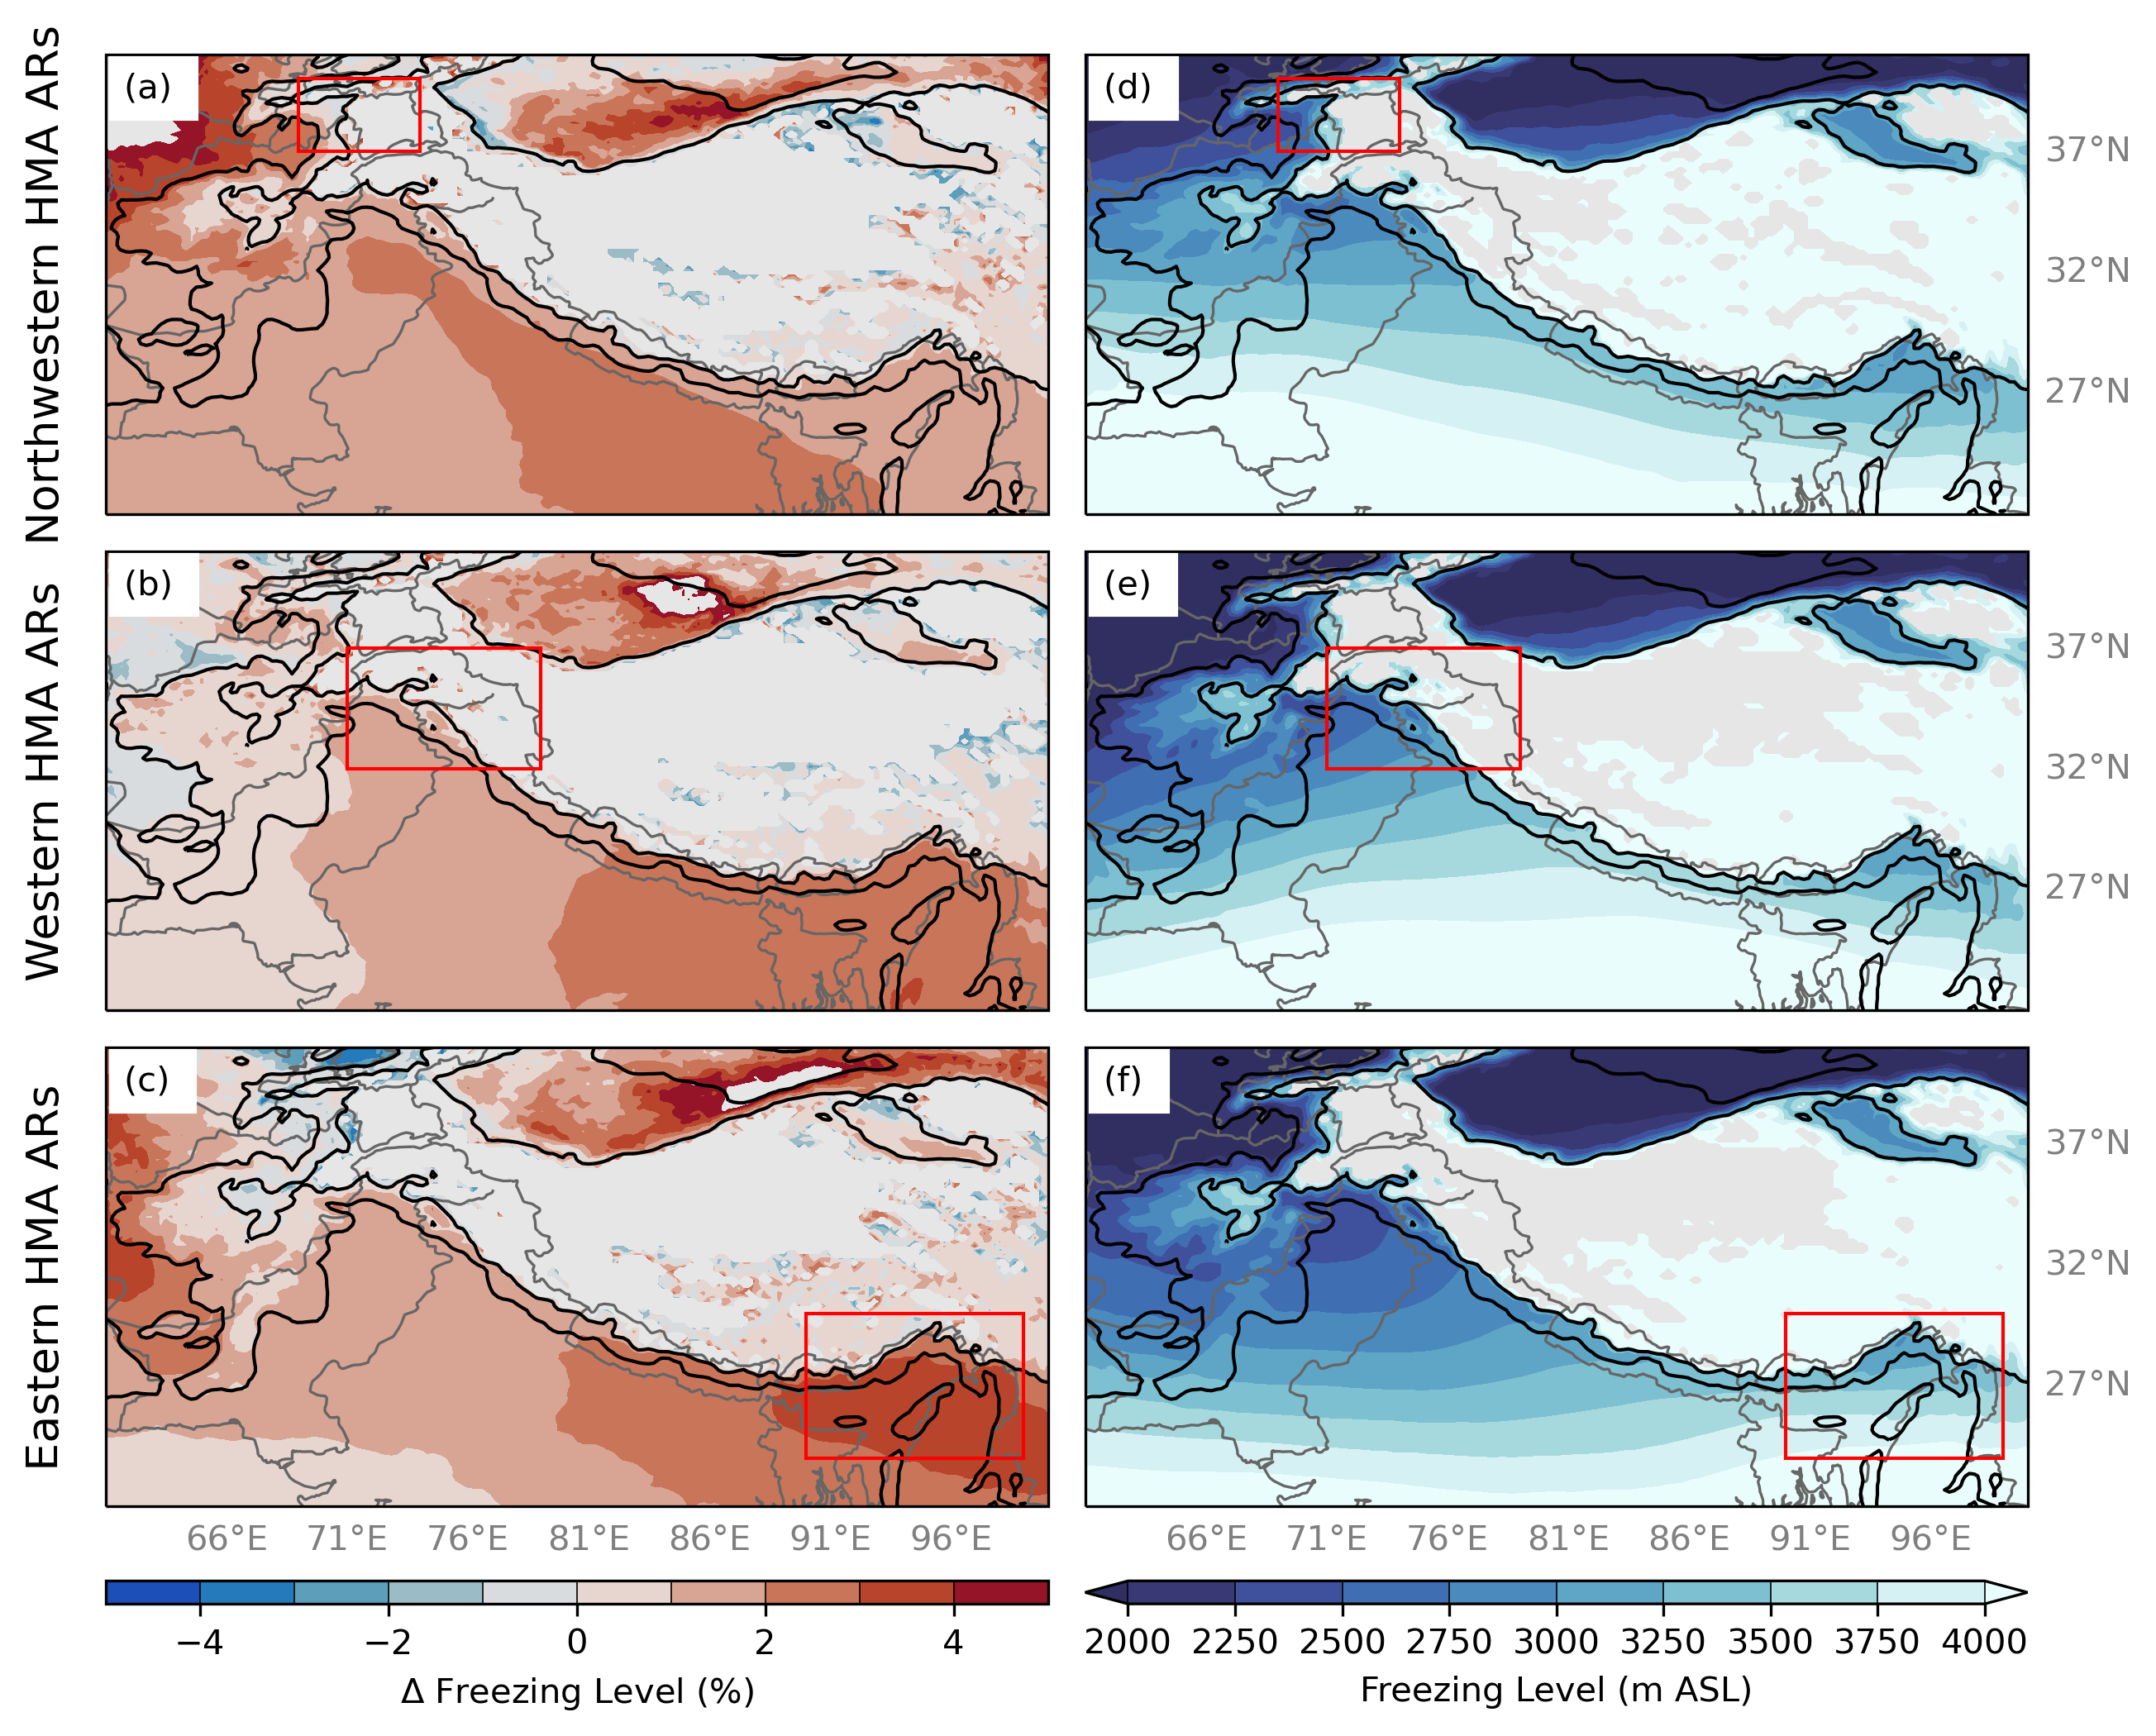 Northwestern HMA ARs
(a)
(d)
37°N
32°N
27°N
Western HMA ARs
(b)
(e)
37°N
32°N
27°N
Eastern HMA ARs
(c)
(f)
37°N
32°N
27°N
66°E 71°E 76°E 81°E 86°E 91°E 96°E
66°E 71°E 76°E 81°E 86°E 91°E 96°E
−4 −2 0 2 4
Δ Freezing Level (%)
2000 2250 2500 2750 3000 3250 3500 3750 4000
Freezing Level (m ASL)